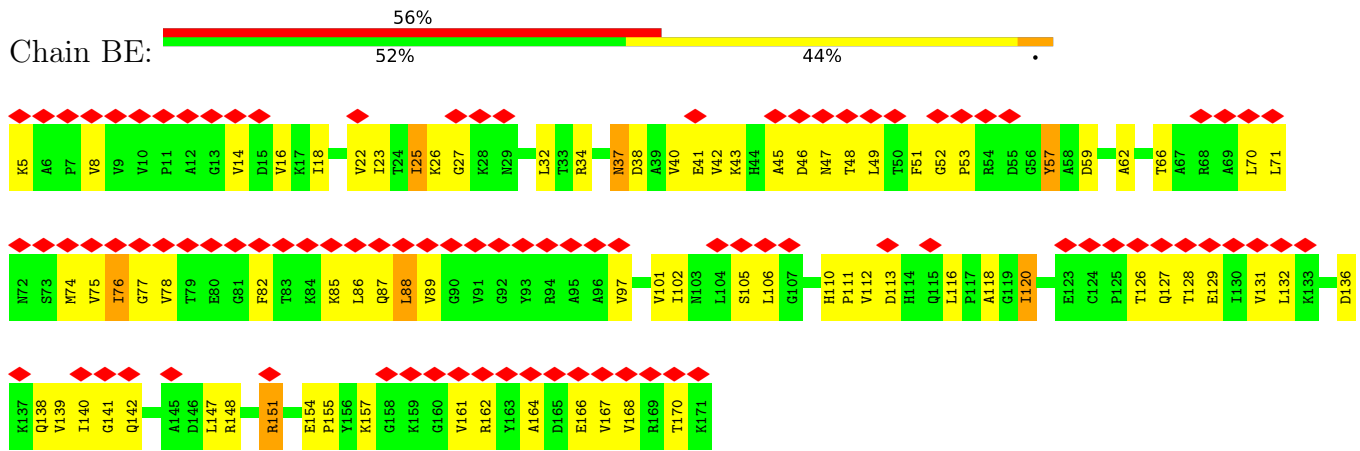 56%
Chain BE:
52% 44% •
K5 A6 P7 V8 V9 V10 P11 A12 G13 V14 D15 V16 K17 I18 V22 I23 T24 I25 K26 G27 K28 N29 L32 T33 R34 N37 D38 A39 V40 E41 V42 K43 H44 A45 D46 N47 T48 L49 T50 F51 G52 P53 R54 D55 G56 Y57 A58 D59 A62 T66 A67 R68 A69 L70 L71
N72 S73 M74 V75 I76 G77 V78 T79 E80 G81 F82 T83 K84 K85 L86 Q87 L88 V89 G90 V91 G92 Y93 R94 A95 A96 V97 V101 I102 N103 L104 S105 L106 G107 H110 P111 V112 D113 H114 Q115 L116 P117 A118 G119 I120 E123 C124 P125 T126 Q127 T128 E129 I130 V131 L132 K133 D136
K137 Q138 V139 I140 G141 Q142 A145 D146 L147 R148 R151 E154 P155 Y156 K157 G158 K159 G160 V161 R162 Y163 A164 D165 E166 V167 V168 R169 T170 K171